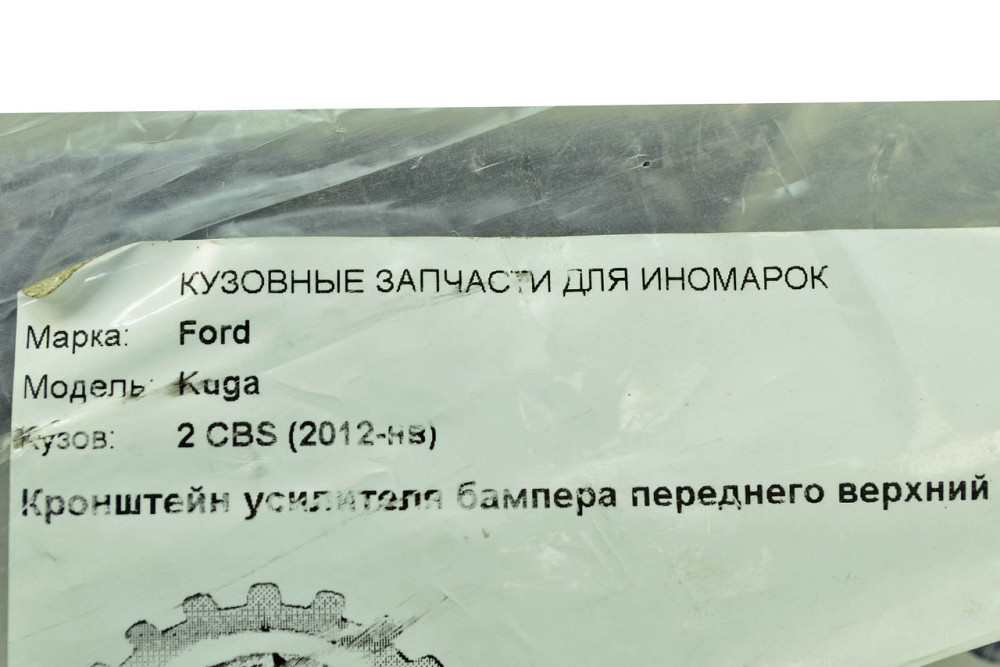 КУЗОВНЫЕ ЗАПЧАСТИ ДЛЯ ИНОМАРОК
Марка: Ford
Модель: Kuga
Кузов: 2 CBS (2012-нв)
Кронштейн усилителя бампера переднего верхний